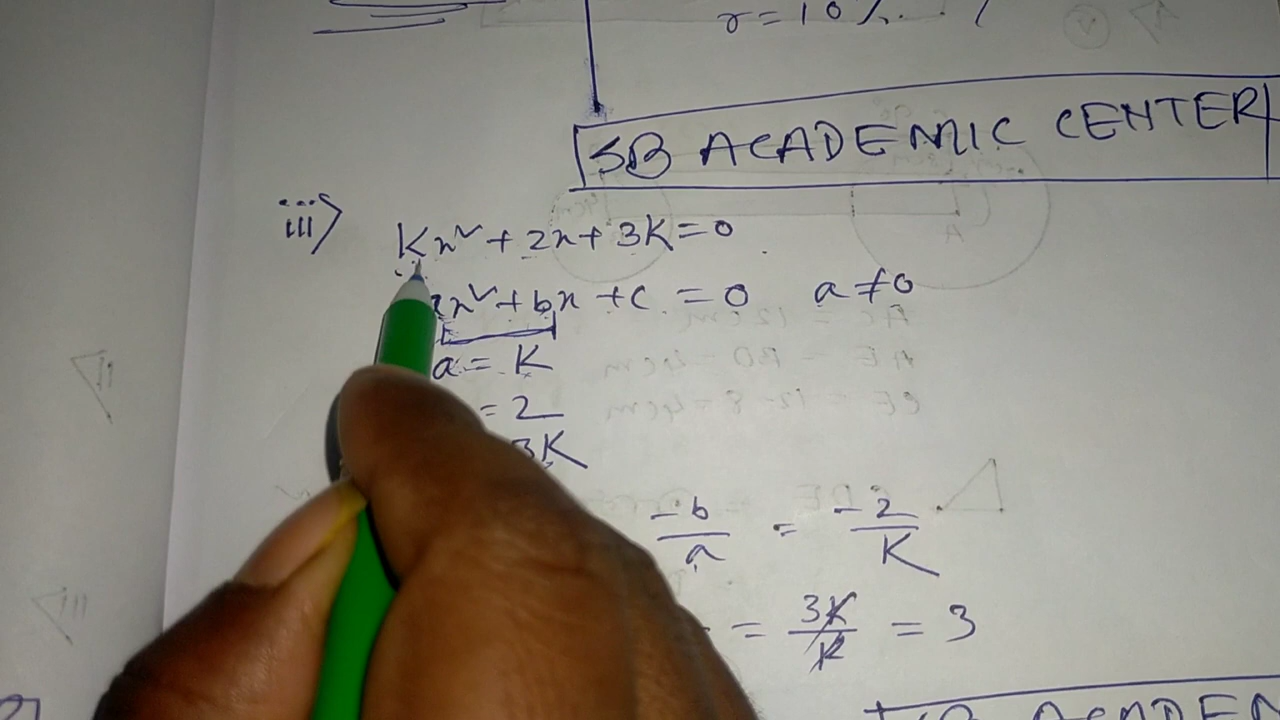 r = 10%.
SB ACADEMIC CENTER
iii) Kx² + 2x + 3K = 0
x² + bx + c = 0 a ≠ 0
a = K
= 2
3K
-b/a = -2/K
= 3K/K = 3